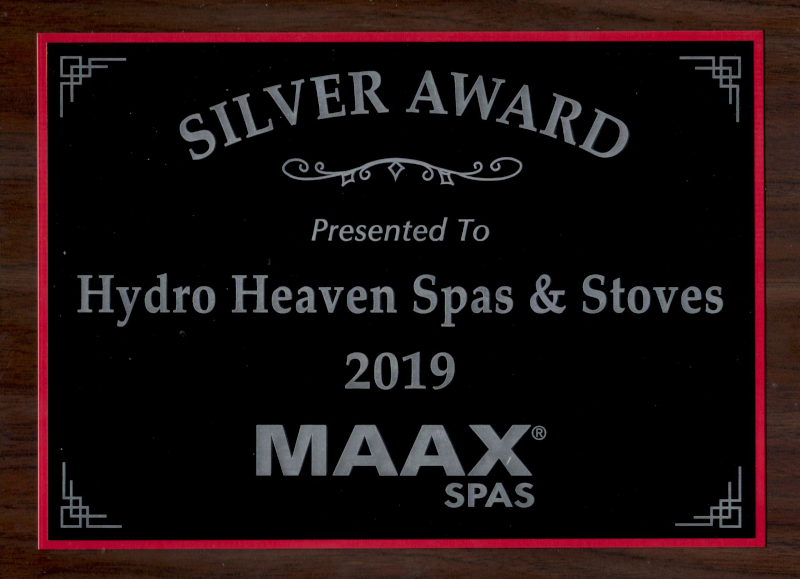 SILVER AWARD
Presented To
Hydro Heaven Spas & Stoves
2019
MAAX®
SPAS